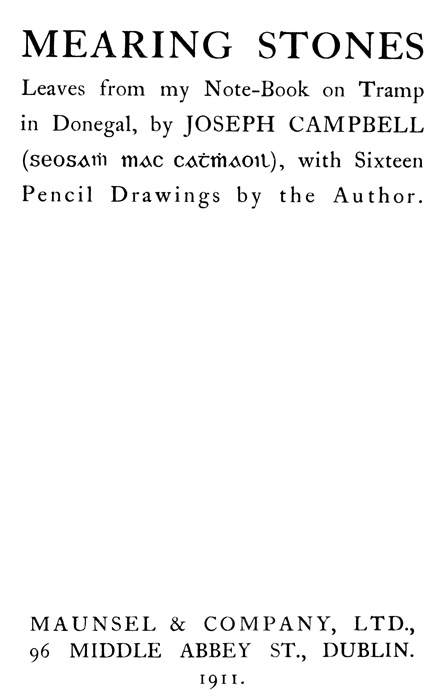 MEARING STONES
Leaves from my Note-Book on Tramp
in Donegal, by JOSEPH CAMPBELL
(seosaṁ mac caṫṁaoil), with Sixteen
Pencil Drawings by the Author.
MAUNSEL & COMPANY, LTD.,
96 MIDDLE ABBEY ST., DUBLIN.
1911.